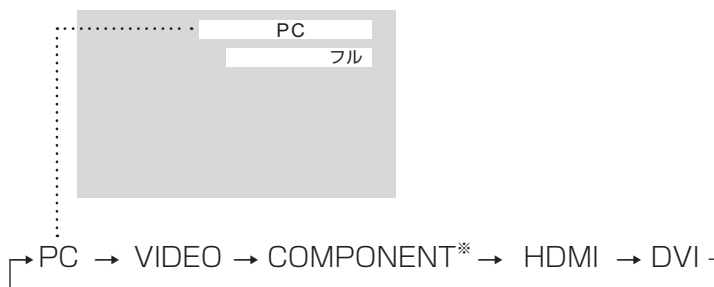 PC
フル
PC → VIDEO → COMPONENT※ → HDMI → DVI